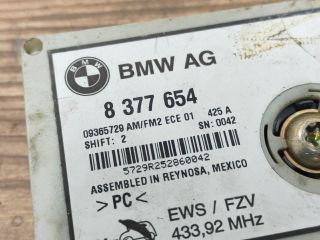 BMW
BMW AG
8 377 654
09365729 AM/FM2 ECE 01 425 A
SHIFT: 2 SN: 0042
5729R252860042
ASSEMBLED IN REYNOSA, MEXICO
>PC<
EWS / FZV
433,92 MHz